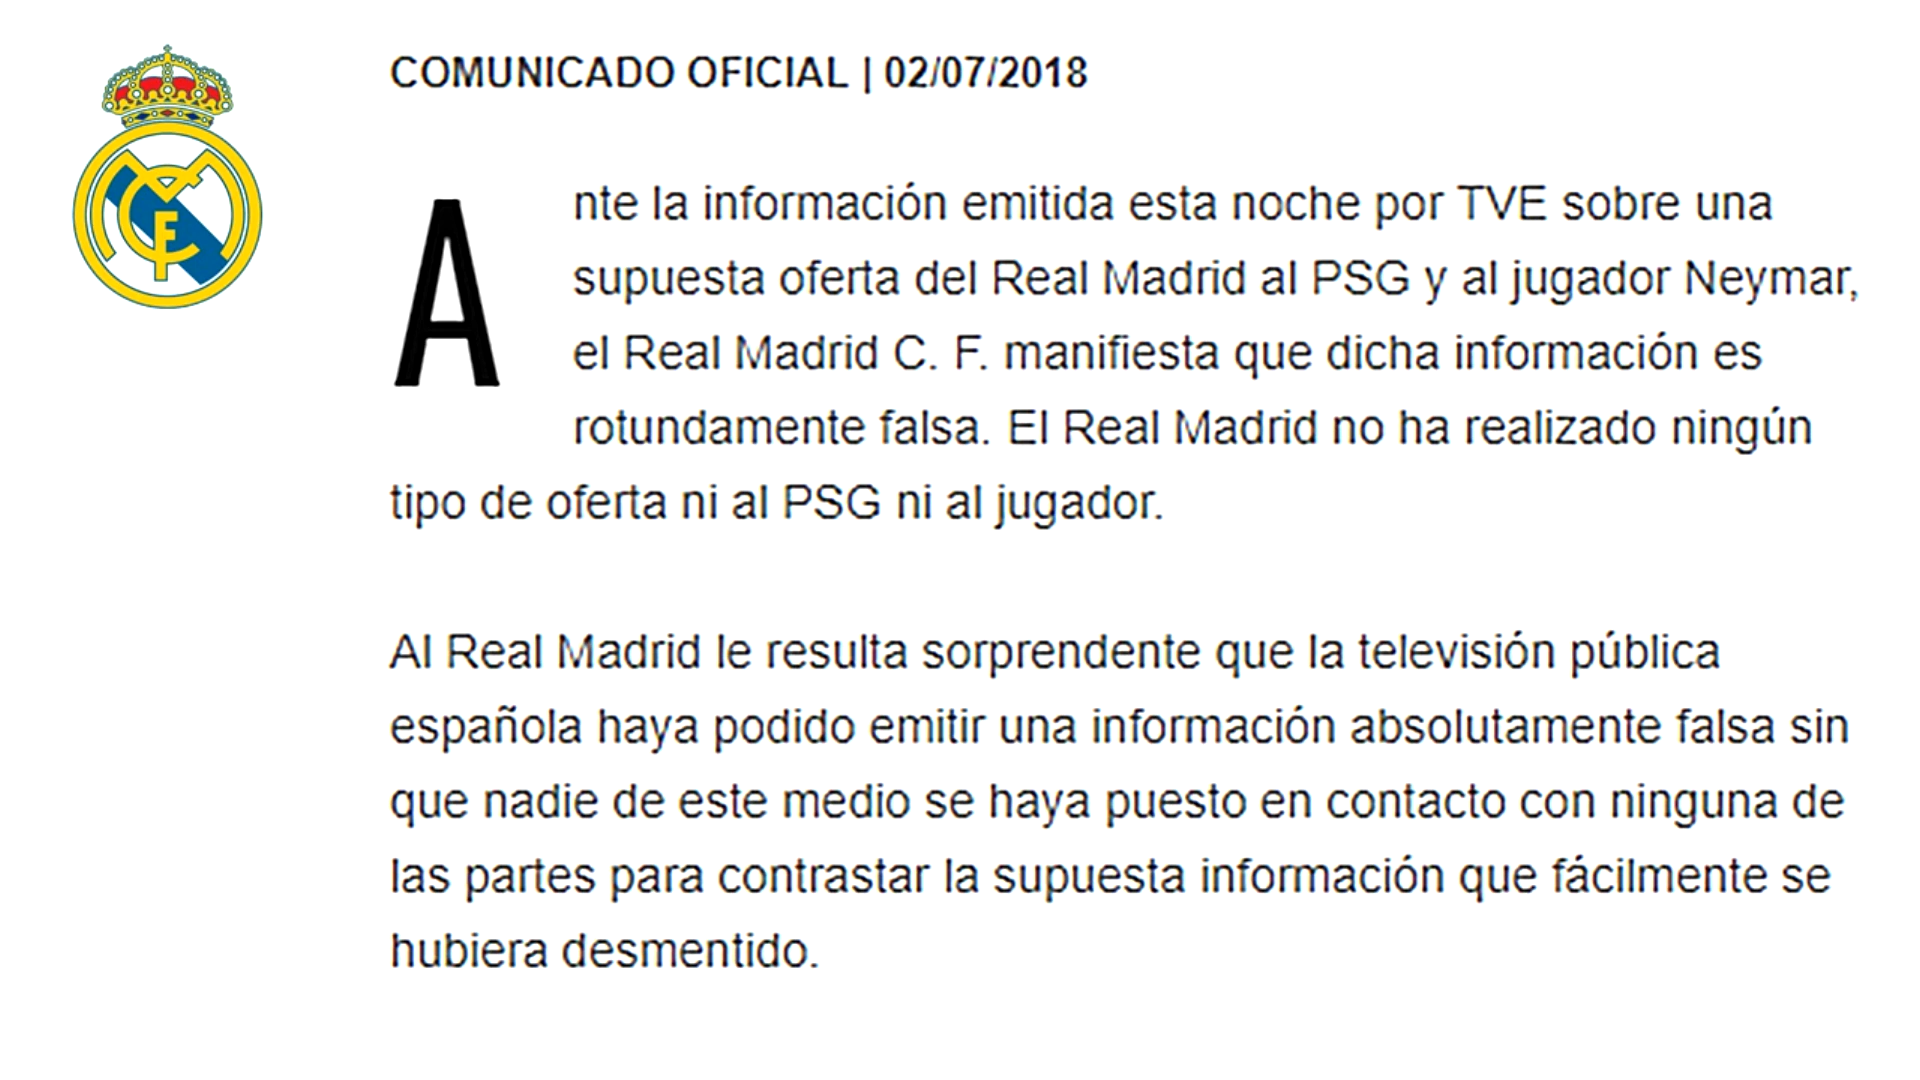 COMUNICADO OFICIAL | 02/07/2018
Ante la información emitida esta noche por TVE sobre una
supuesta oferta del Real Madrid al PSG y al jugador Neymar,
el Real Madrid C. F. manifiesta que dicha información es
rotundamente falsa. El Real Madrid no ha realizado ningún
tipo de oferta ni al PSG ni al jugador.
Al Real Madrid le resulta sorprendente que la televisión pública
española haya podido emitir una información absolutamente falsa sin
que nadie de este medio se haya puesto en contacto con ninguna de
las partes para contrastar la supuesta información que fácilmente se
hubiera desmentido.